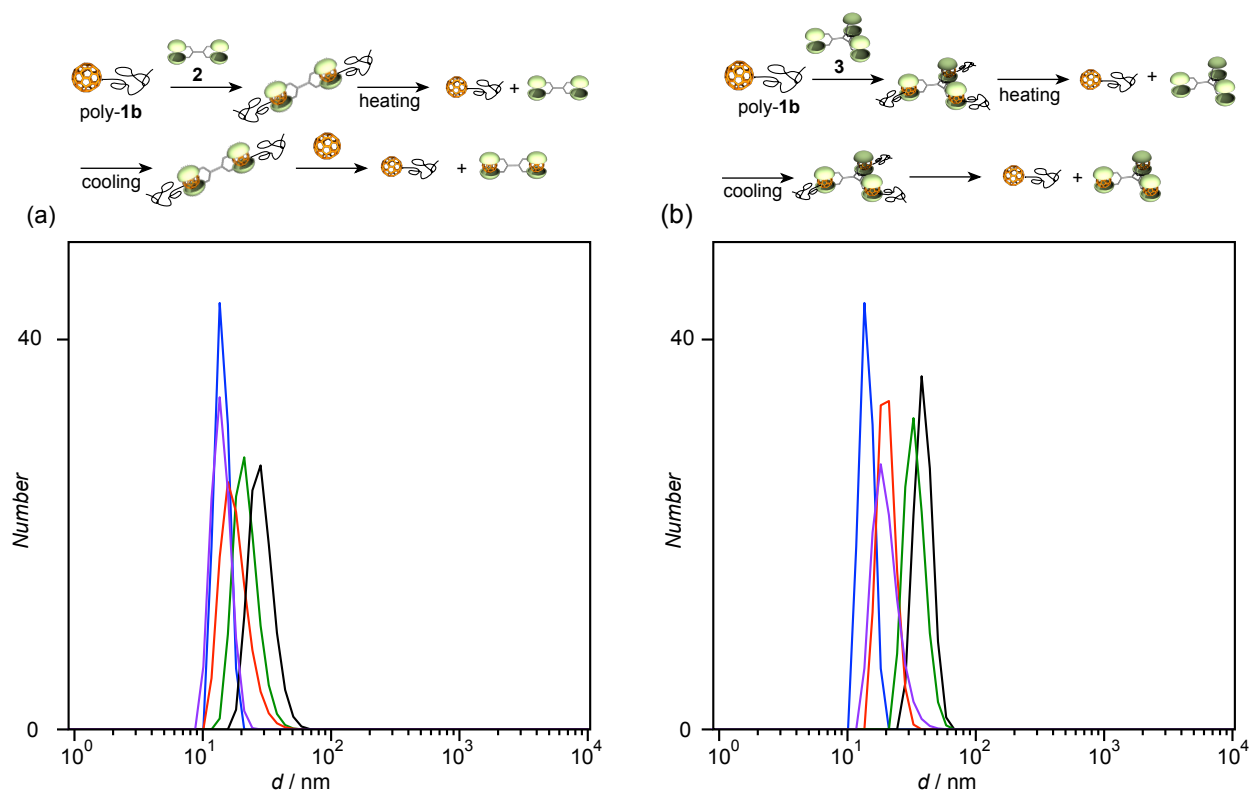 2
poly-1b
heating
+
cooling
+
(a)
40
Number
0
10^0
10^1
10^2
10^3
10^4
d / nm
3
poly-1b
heating
+
cooling
+
(b)
40
Number
0
10^0
10^1
10^2
10^3
10^4
d / nm